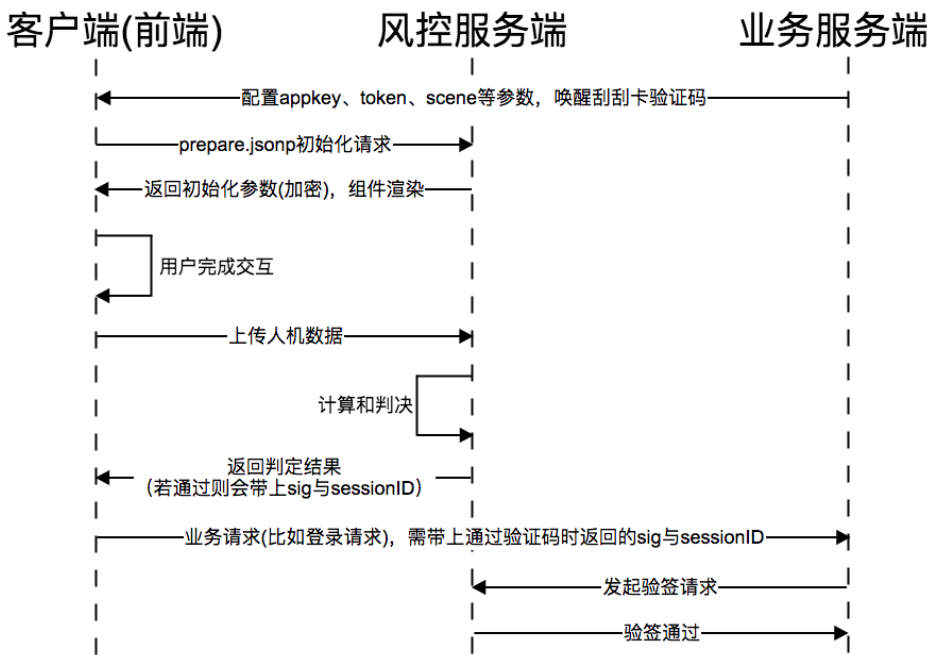 客户端(前端)
风控服务端
业务服务端
配置appkey、token、scene等参数，唤醒刮刮卡验证码
prepare.jsonp初始化请求
返回初始化参数(加密)，组件渲染
用户完成交互
上传人机数据
计算和判决
返回判定结果
（若通过则会带上sig与sessionID）
业务请求(比如登录请求)，需带上通过验证码时返回的sig与sessionID
发起验签请求
验签通过